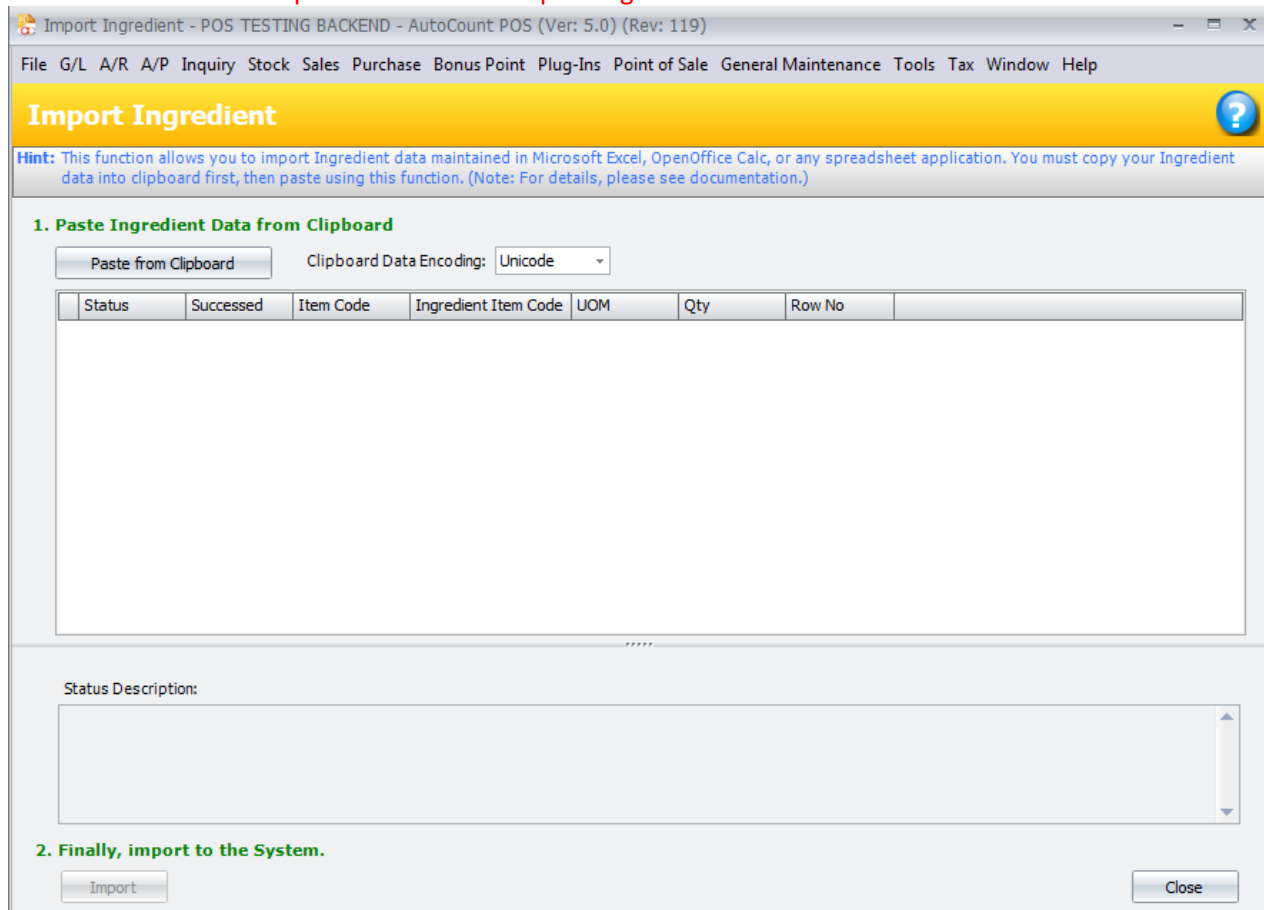 Import Ingredient - POS TESTING BACKEND - AutoCount POS (Ver: 5.0) (Rev: 119)
File G/L A/R A/P Inquiry Stock Sales Purchase Bonus Point Plug-Ins Point of Sale General Maintenance Tools Tax Window Help
Import Ingredient
Hint: This function allows you to import Ingredient data maintained in Microsoft Excel, OpenOffice Calc, or any spreadsheet application. You must copy your Ingredient
data into clipboard first, then paste using this function. (Note: For details, please see documentation.)
1. Paste Ingredient Data from Clipboard
Paste from Clipboard Clipboard Data Encoding: Unicode
Status Successed Item Code Ingredient Item Code UOM Qty Row No
Status Description:
2. Finally, import to the System.
Import Close